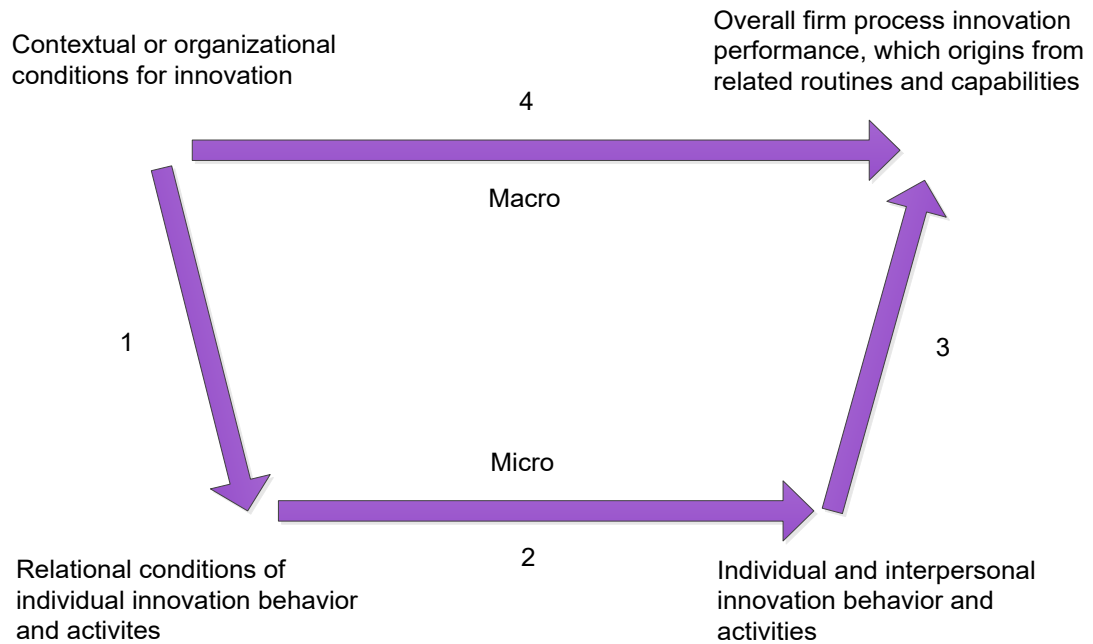 Contextual or organizational
conditions for innovation
Overall firm process innovation
performance, which origins from
related routines and capabilities
4
Macro
1
3
Micro
2
Relational conditions of
individual innovation behavior
and activites
Individual and interpersonal
innovation behavior and
activities